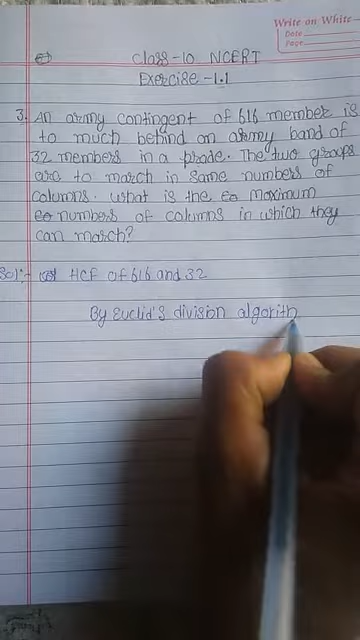 Write on White
Date
Page
Class-10 NCERT
Exercise-1.1
3. An army contingent of 616 member is
to much behind on army band of
32 members in a prade. The two groups
are to march in same numbers of
columns. what is the maximum
numbers of columns in which they
can march?
Sol:- HCF of 616 and 32
By Euclid's division algorith